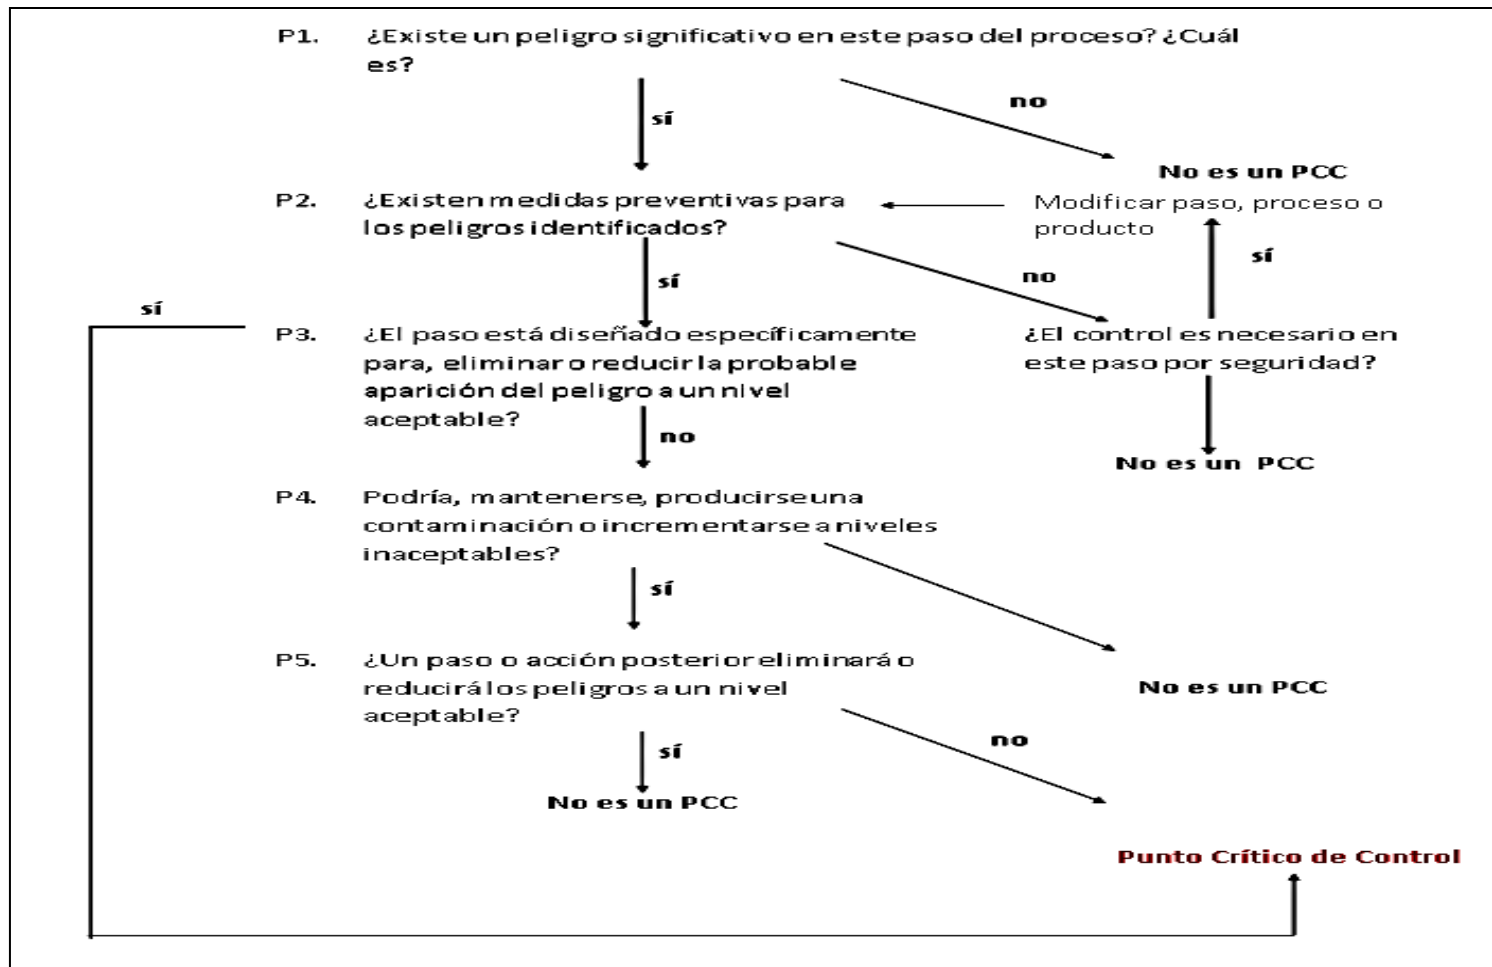 P1. ¿Existe un peligro significativo en este paso del proceso? ¿Cuál
es?
no
sí
No es un PCC
P2. ¿Existen medidas preventivas para
los peligros identificados?
Modificar paso, proceso o
producto
sí
no
sí
sí
P3. ¿El paso está diseñado específicamente
para, eliminar o reducir la probable
aparición del peligro a un nivel
aceptable?
¿El control es necesario en
este paso por seguridad?
no
No es un PCC
P4. Podría, mantenerse, producirse una
contaminación o incrementarse a niveles
inaceptables?
sí
No es un PCC
P5. ¿Un paso o acción posterior eliminará o
reducirá los peligros a un nivel
aceptable?
no
sí
No es un PCC
Punto Crítico de Control